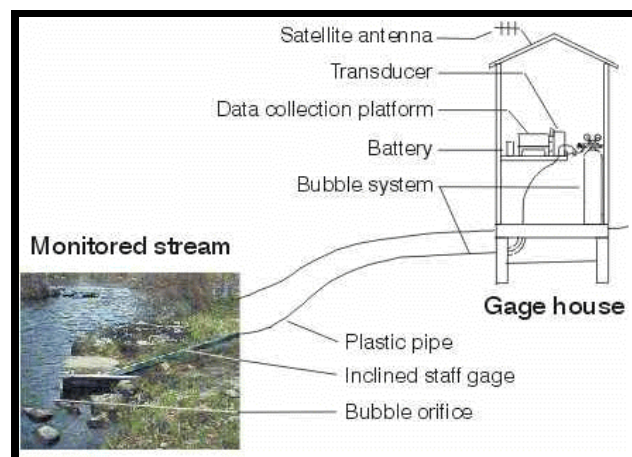 Satellite antenna
Transducer
Data collection platform
Battery
Bubble system
Monitored stream
Gage house
Plastic pipe
Inclined staff gage
Bubble orifice